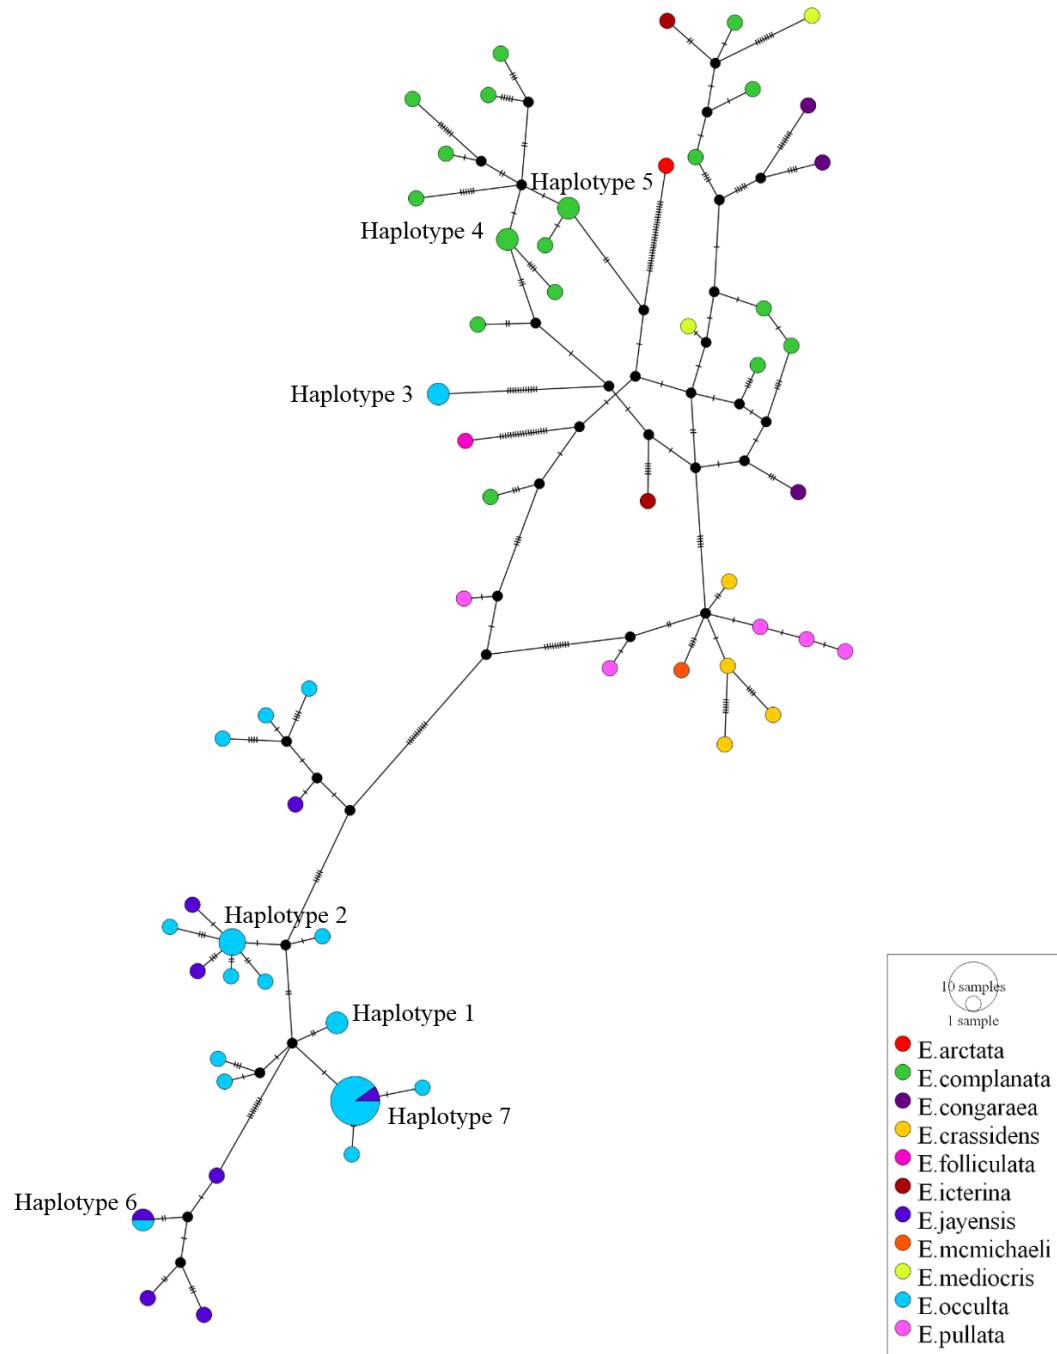 Haplotype 5
Haplotype 4
Haplotype 3
Haplotype 2
Haplotype 1
Haplotype 7
Haplotype 6
10 samples
1 sample
E.arctata
E.complanata
E.congaraea
E.crassidens
E.folliculata
E.icterina
E.jayensis
E.mcmichaeli
E.mediocris
E.occulta
E.pullata